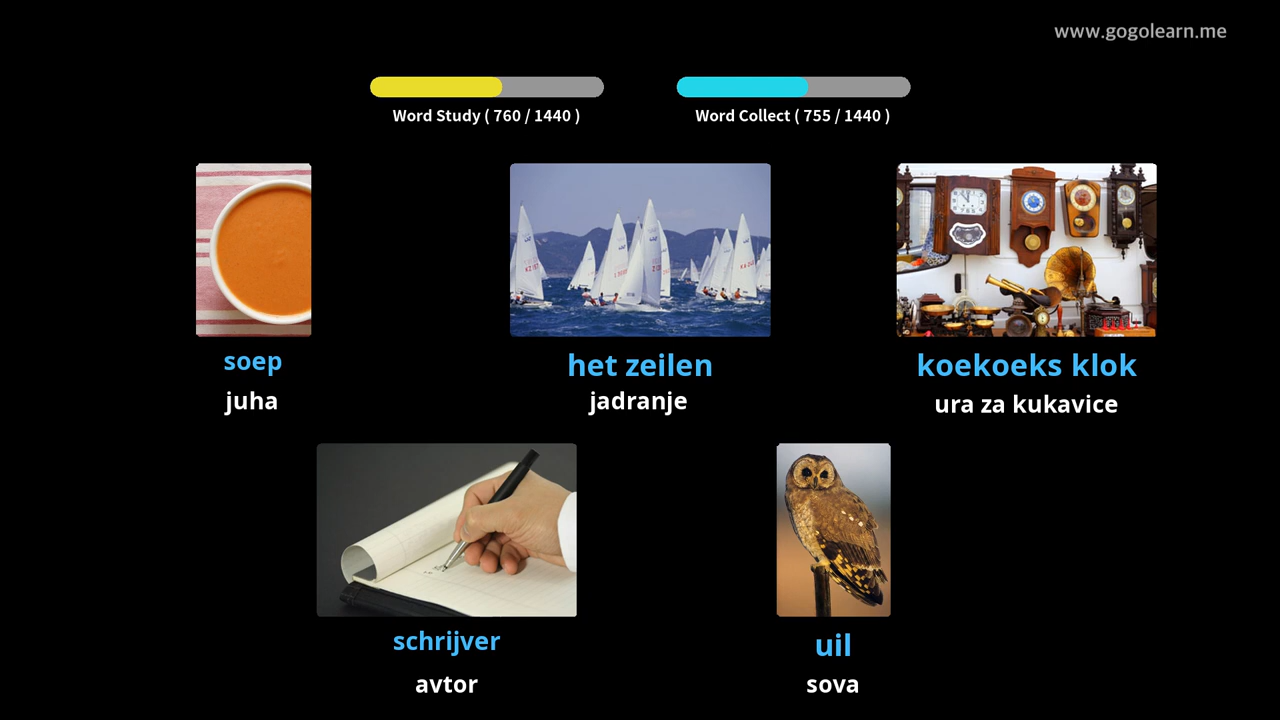 www.gogolearn.me
Word Study ( 760 / 1440 )
Word Collect ( 755 / 1440 )
soep
juha
het zeilen
jadranje
koekoeks klok
ura za kukavice
schrijver
avtor
uil
sova